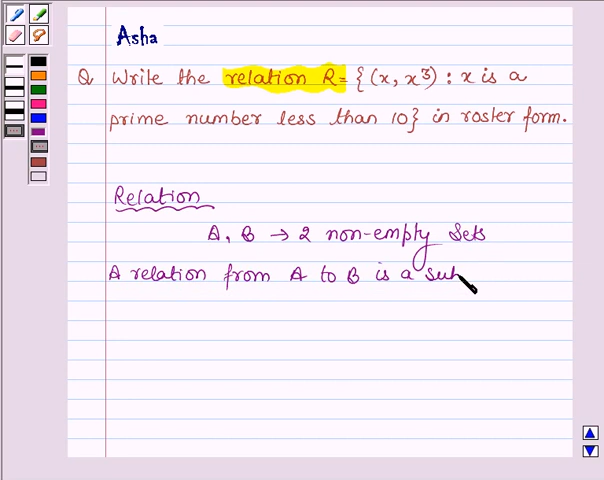 Asha
Q Write the relation R = {(x, x³) : x is a
prime number less than 10} in roster form.
Relation
A, B → 2 non-empty Sets
A relation from A to B is a sub